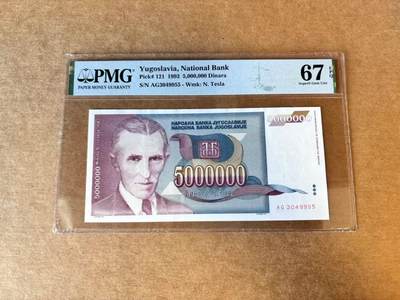 PMG
PAPER MONEY GUARANTY
Yugoslavia, National Bank
Pick# 121 1993 5,000,000 Dinara
S/N AG3049955 - Wmk: N. Tesla
67 EPQ
Superb Gem Unc
5000000
НАРОДНА БАНКА ЈУГОСЛАВИЈЕ
NARODNA BANKA JUGOSLAVIJE
5000000
5000000
AG 3049955